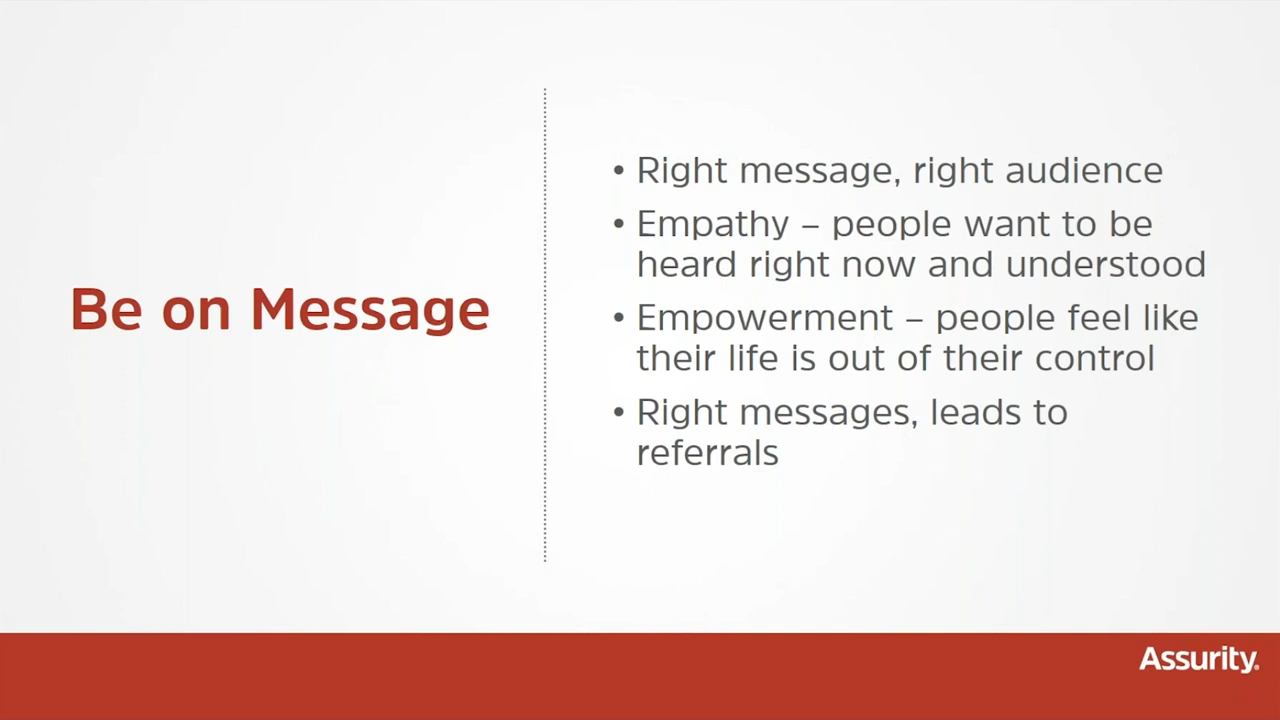 Be on Message
• Right message, right audience
• Empathy – people want to be
heard right now and understood
• Empowerment – people feel like
their life is out of their control
• Right messages, leads to
referrals
Assurity®